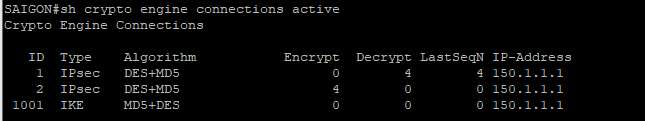 SAIGON#sh crypto engine connections active
Crypto Engine Connections
ID Type Algorithm Encrypt Decrypt LastSeqN IP-Address
1 IPsec DES+MD5 0 4 4 150.1.1.1
2 IPsec DES+MD5 4 0 0 150.1.1.1
1001 IKE MD5+DES 0 0 0 150.1.1.1